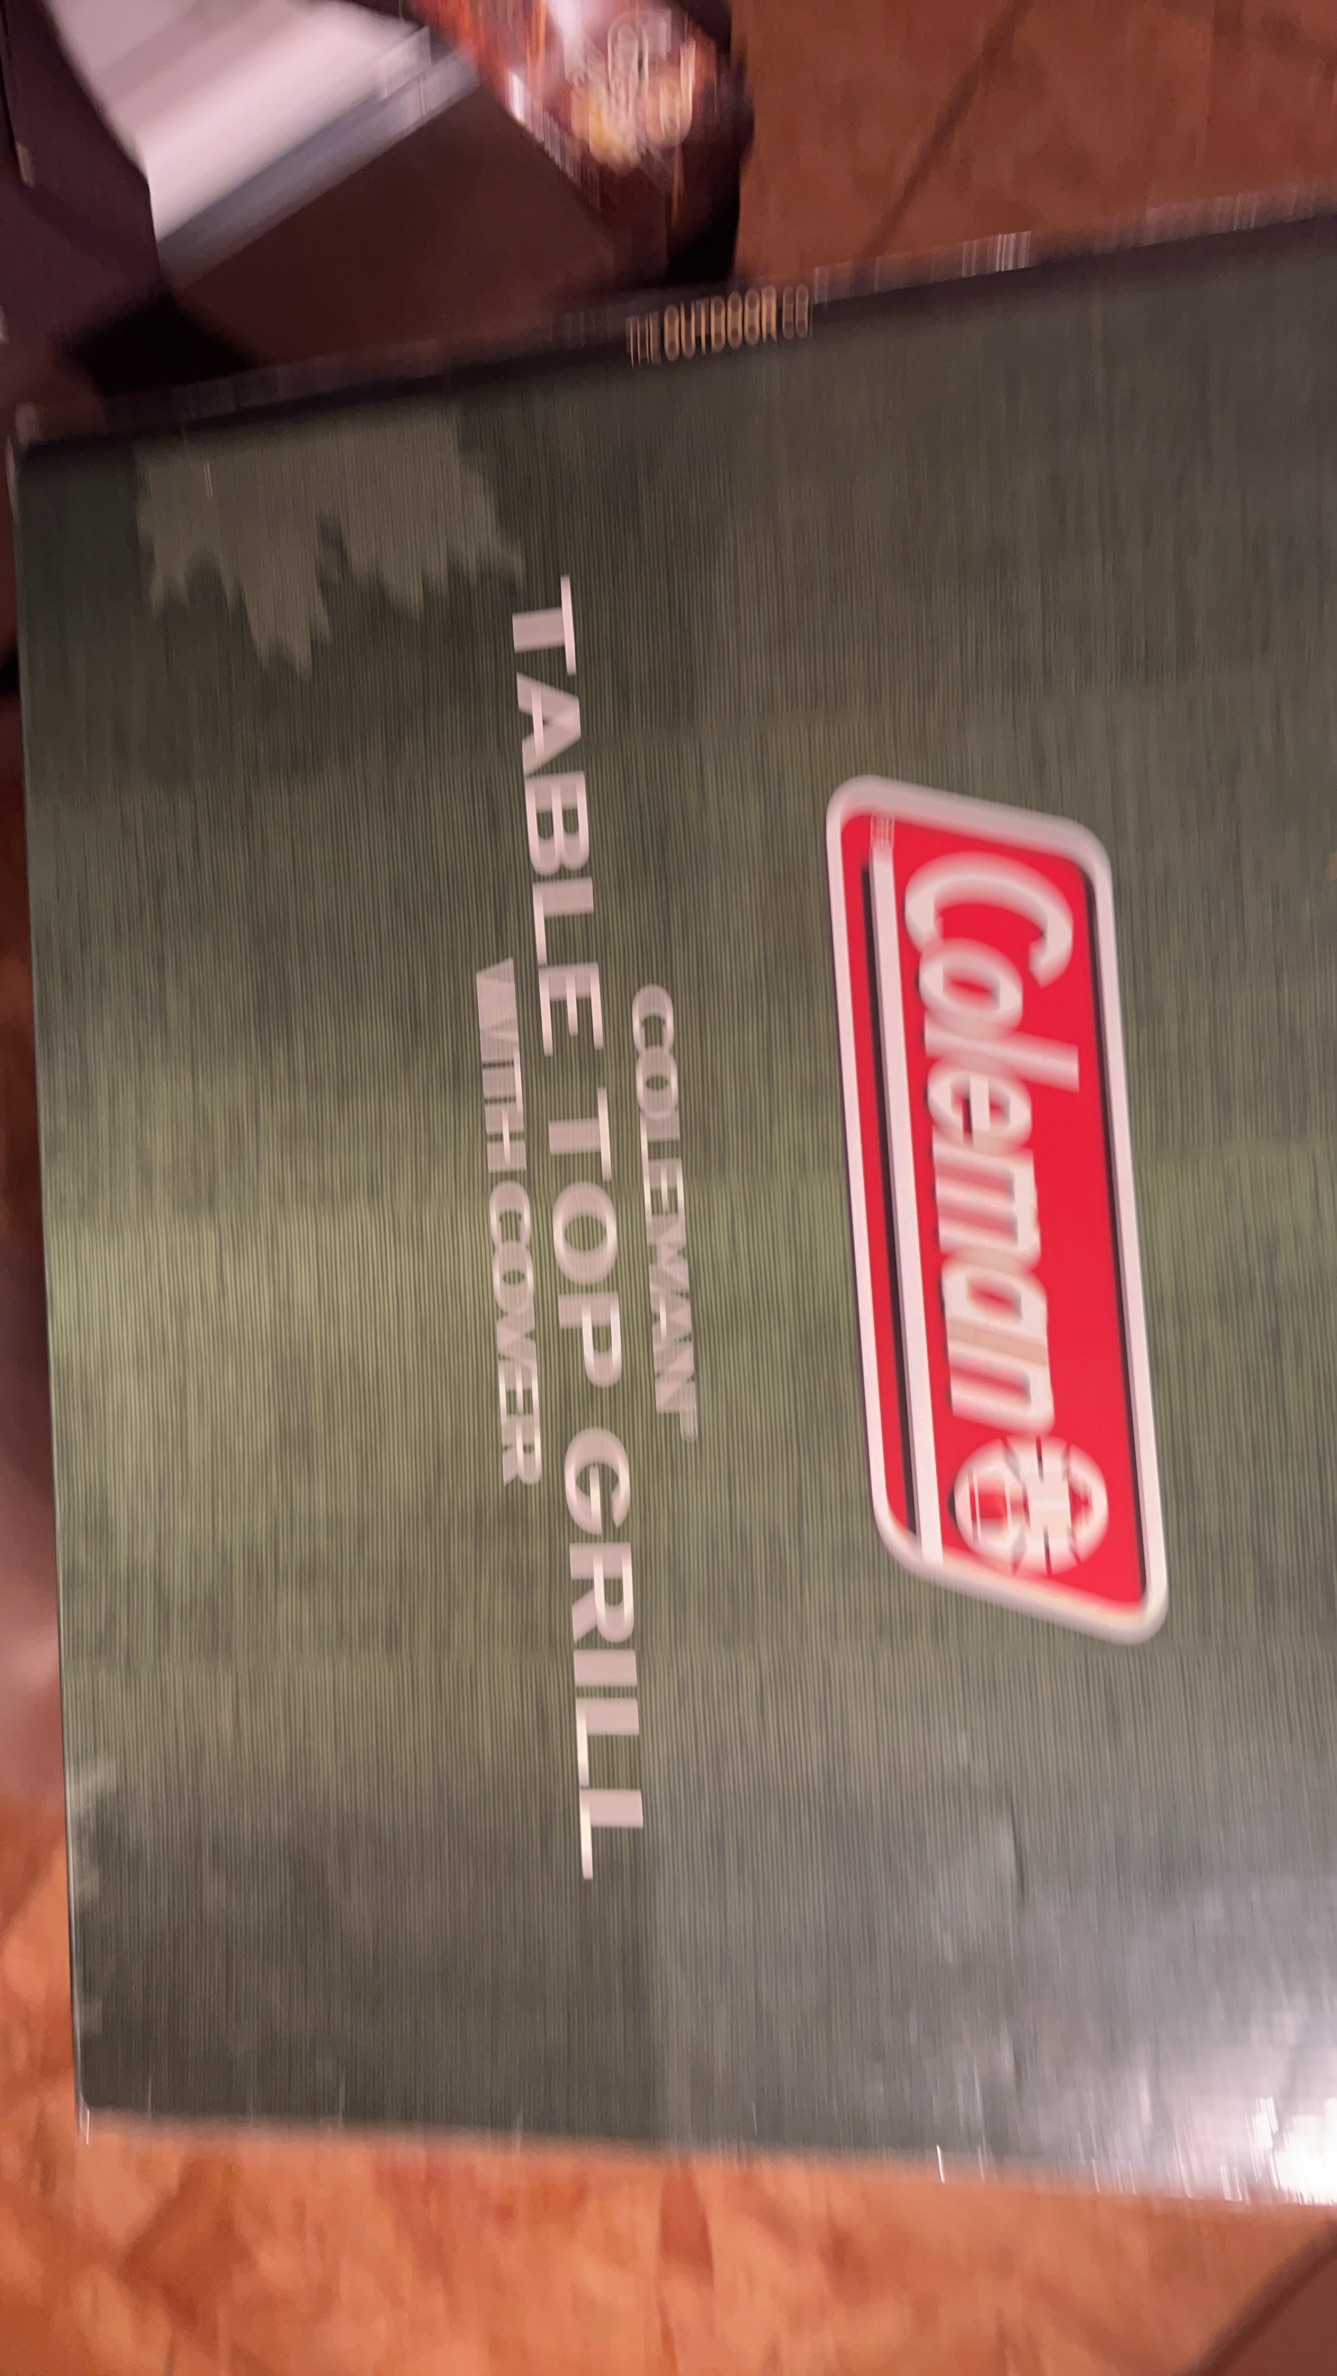 Coleman
COLEMAN®
TABLE TOP GRILL
WITH COVER
THE OUTDOOR CO